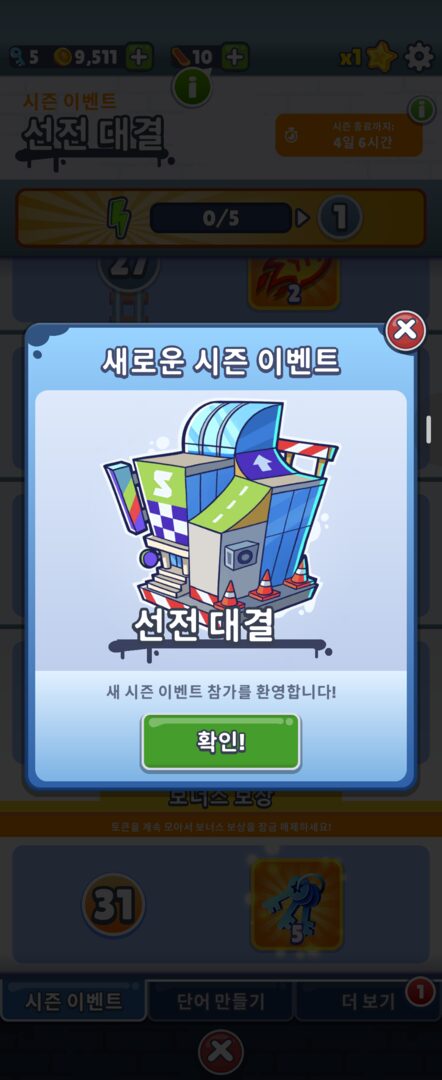 5
9,511
10
x1
시즌 이벤트
선전 대결
시즌 종료까지:
4일 6시간
0/5
1
27
2
새로운 시즌 이벤트
S
선전 대결
새 시즌 이벤트 참가를 환영합니다!
확인!
보너스 보상
토큰을 계속 모아서 보너스 보상을 잠금 해제하세요!
31
5
시즌 이벤트
단어 만들기
더 보기
1